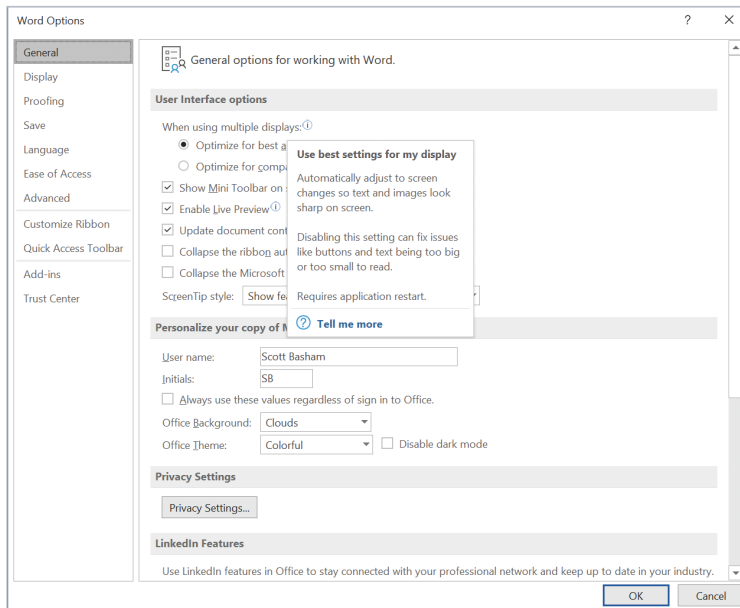 Word Options
?
General
General options for working with Word.
Display
Proofing
Save
Language
Ease of Access
Advanced
Customize Ribbon
Quick Access Toolbar
Add-ins
Trust Center
User Interface options
When using multiple displays:
Optimize for best
Optimize for
Show Mini Toolbar on
Enable Live Preview
Update document
Collapse the ribbon
Collapse the Microsoft
ScreenTip style: Show
Use best settings for my display
Automatically adjust to screen
changes so text and images look
sharp on screen.
Disabling this setting can fix issues
like buttons and text being too big
or too small to read.
Requires application restart.
? Tell me more
Personalize your copy of
User name: Scott Basham
Initials: SB
Always use these values regardless of sign in to Office.
Office Background: Clouds
Office Theme: Colorful
Disable dark mode
Privacy Settings
Privacy Settings...
LinkedIn Features
Use LinkedIn features in Office to stay connected with your professional network and keep up to date in your industry.
OK
Cancel